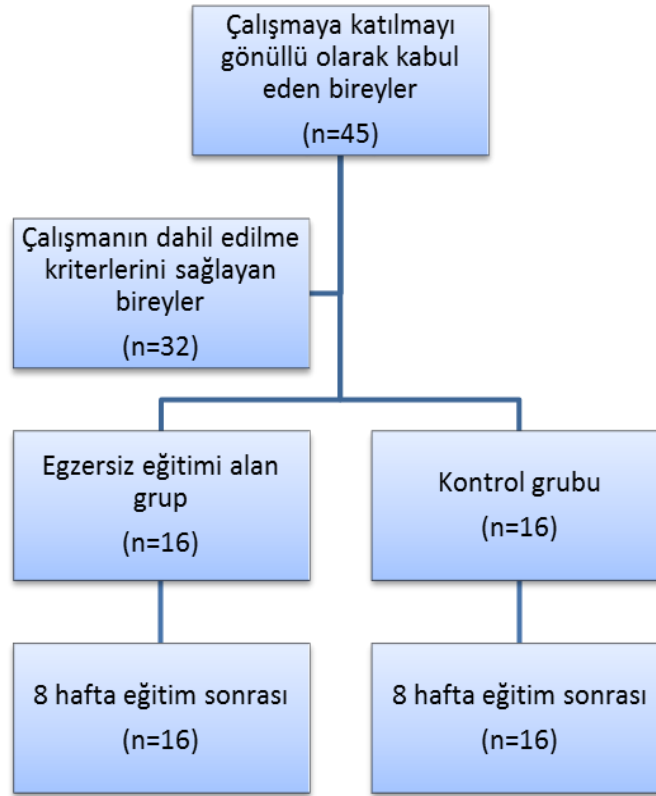 Çalışmaya katılmayı
gönüllü olarak kabul
eden bireyler
(n=45)
Çalışmanın dahil edilme
kriterlerini sağlayan
bireyler
(n=32)
Egzersiz eğitimi alan
grup
(n=16)
Kontrol grubu
(n=16)
8 hafta eğitim sonrası
(n=16)
8 hafta eğitim sonrası
(n=16)